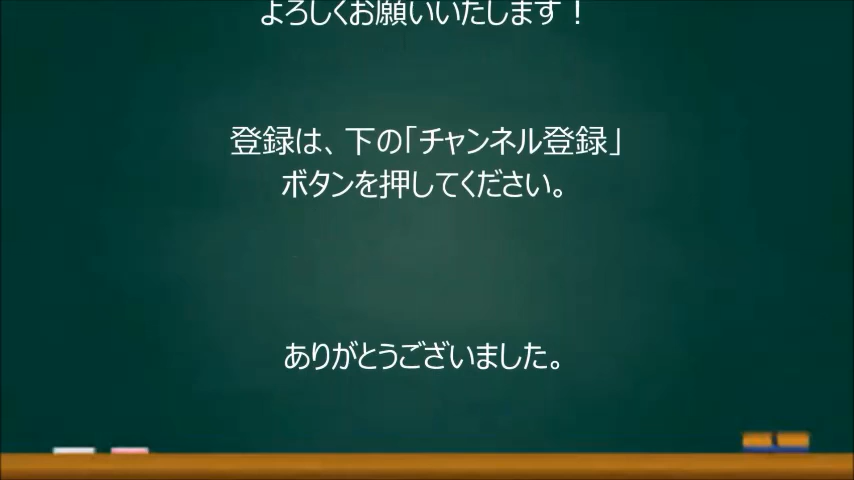 よろしくお願いいたします！
登録は、下の「チャンネル登録」
ボタンを押してください。
ありがとうございました。